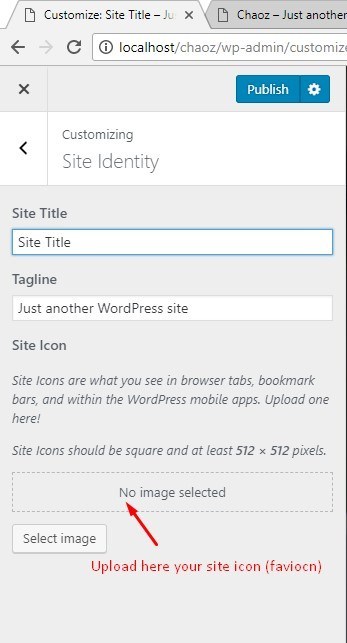 Customize: Site Title – Ju
Chaoz – Just another
localhost/chaoz/wp-admin/customize
Publish
Customizing
Site Identity
Site Title
Site Title
Tagline
Just another WordPress site
Site Icon
Site Icons are what you see in browser tabs, bookmark
bars, and within the WordPress mobile apps. Upload one
here!
Site Icons should be square and at least 512 × 512 pixels.
No image selected
Select image
Upload here your site icon (faviocn)